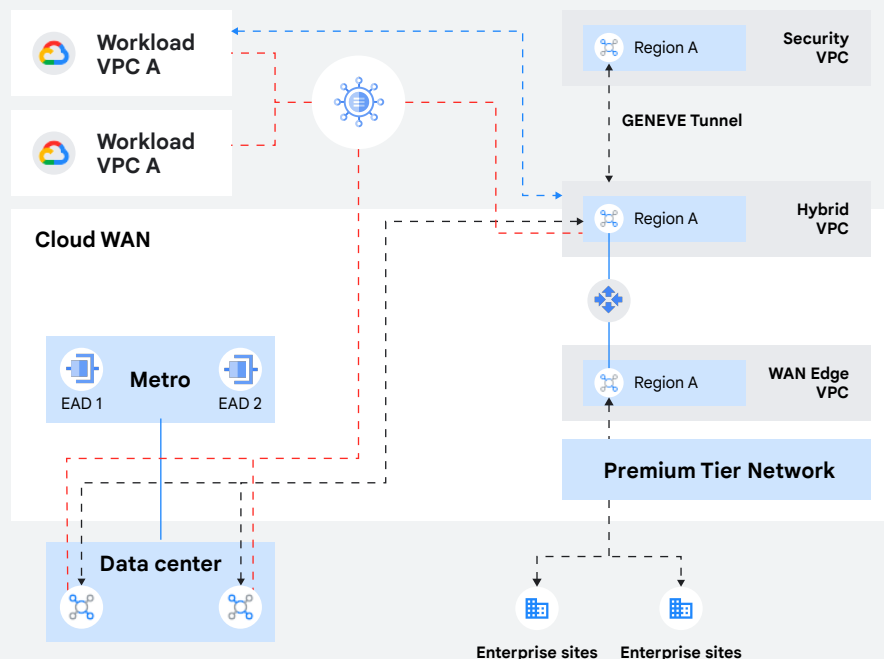 Workload
VPC A
Workload
VPC A
Region A
Security
VPC
GENEVE Tunnel
Region A
Hybrid
VPC
Cloud WAN
Metro
EAD 1
EAD 2
Region A
WAN Edge
VPC
Premium Tier Network
Data center
Enterprise sites
Enterprise sites